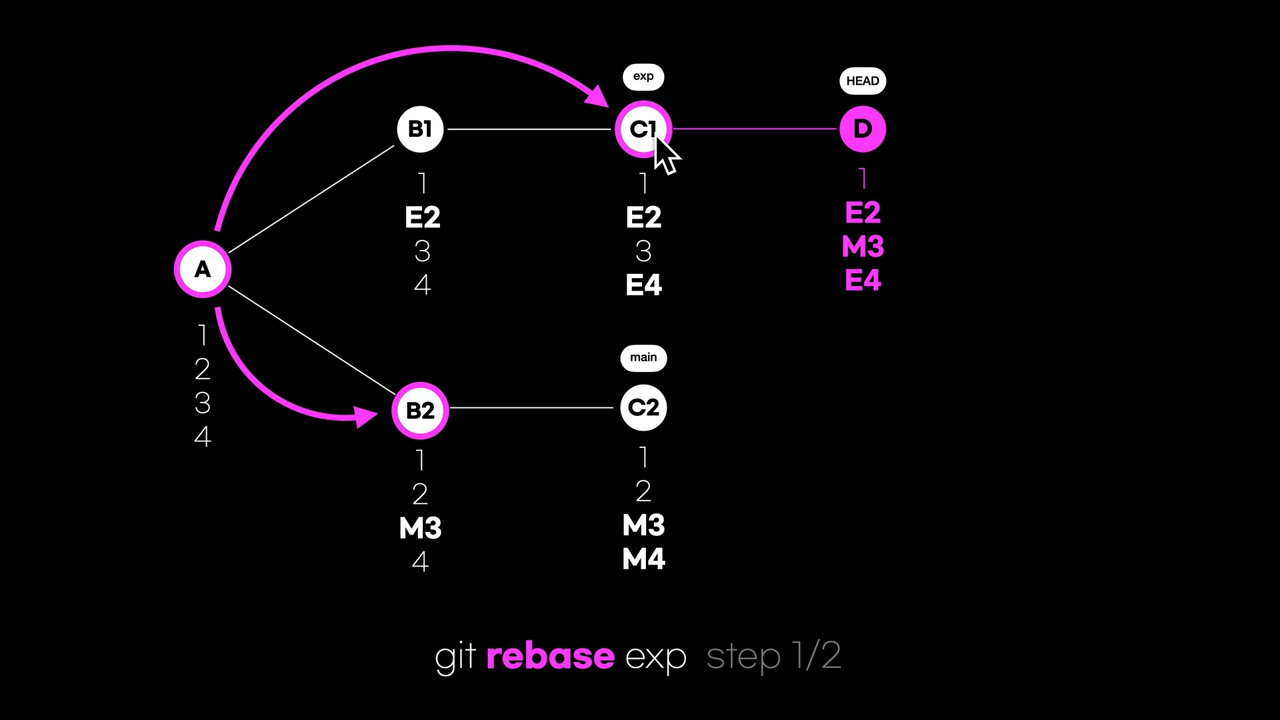 exp
HEAD
B1
C1
D
1
E2
3
4
1
E2
3
E4
1
E2
M3
E4
A
1
2
3
4
main
B2
C2
1
2
M3
4
1
2
M3
M4
git rebase exp step 1/2